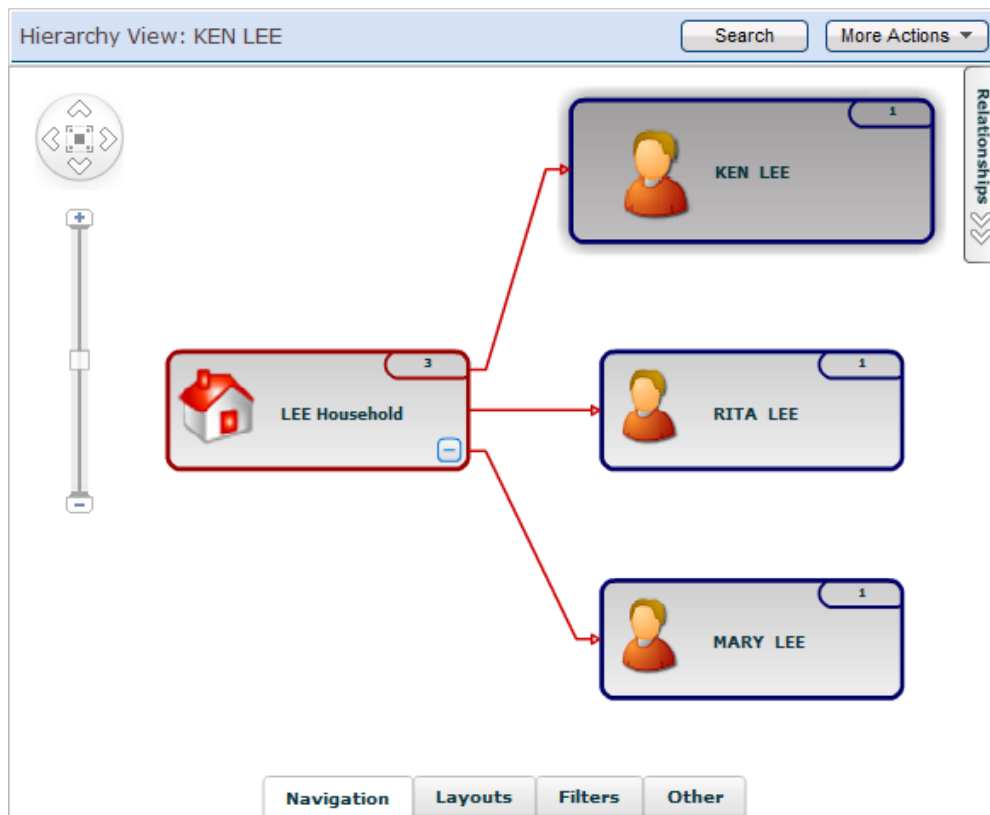 Hierarchy View: KEN LEE
Search
More Actions
Relationships
1
KEN LEE
3
LEE Household
1
RITA LEE
1
MARY LEE
Navigation
Layouts
Filters
Other